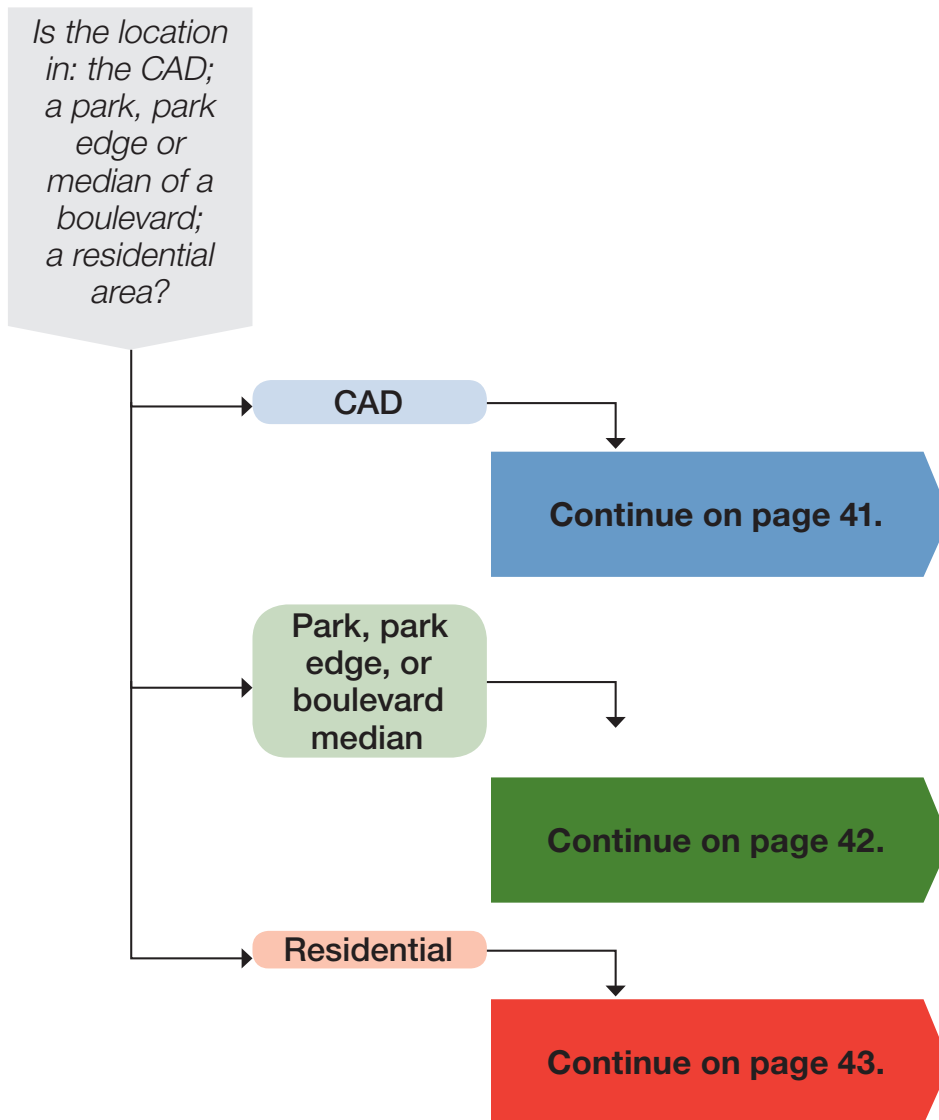 Is the location
in: the CAD;
a park, park
edge or
median of a
boulevard;
a residential
area?
CAD
Continue on page 41.
Park, park
edge, or
boulevard
median
Continue on page 42.
Residential
Continue on page 43.